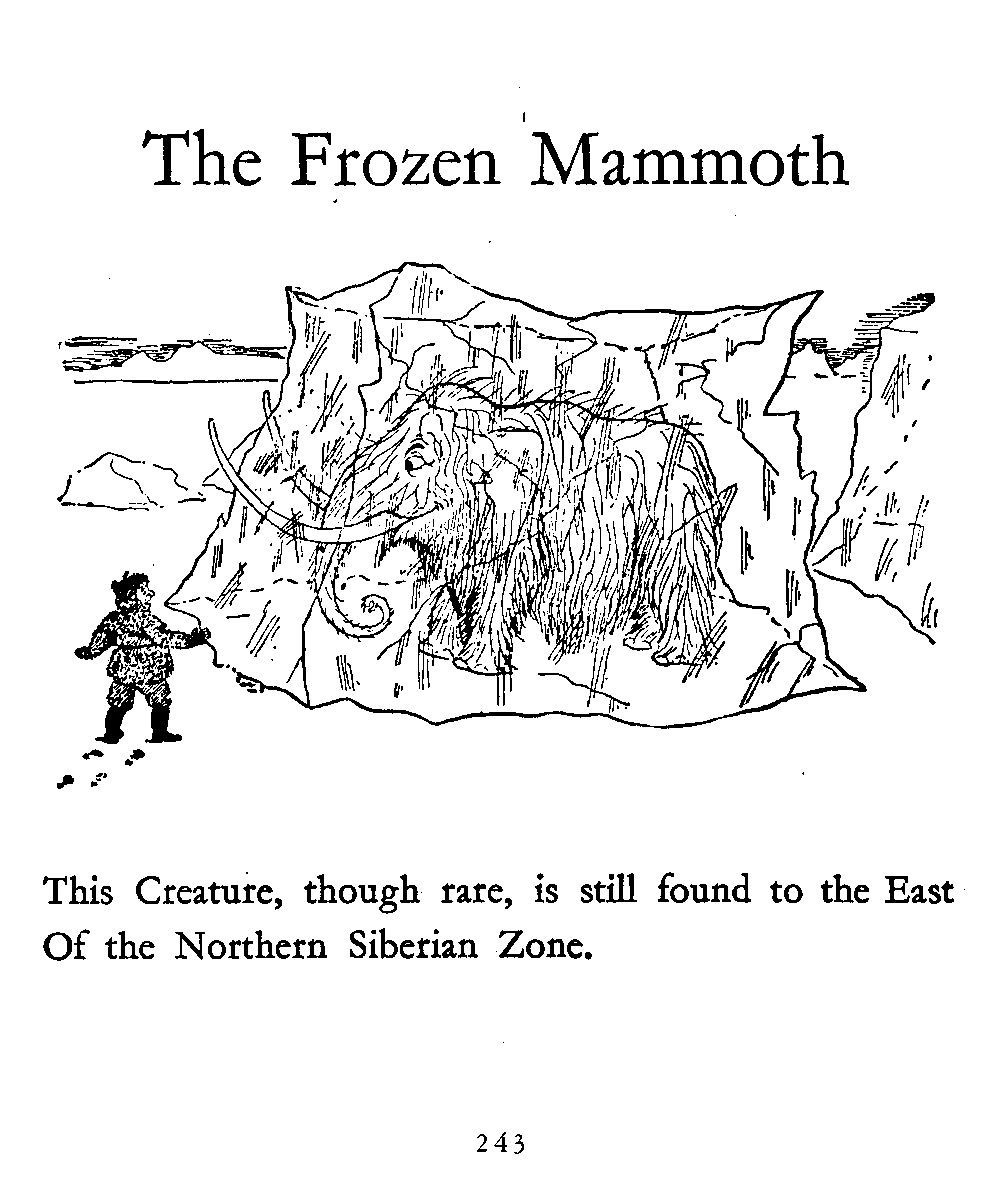 The Frozen Mammoth
This Creature, though rare, is still found to the East
Of the Northern Siberian Zone.
243